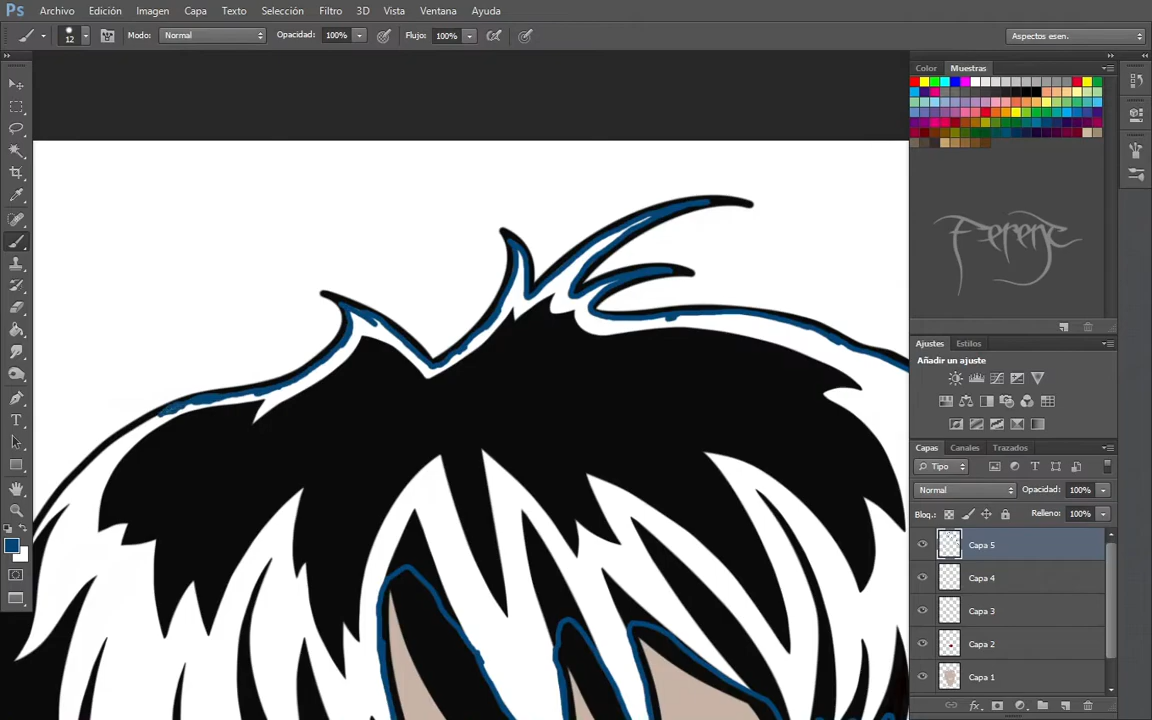 Ps Archivo Edición Imagen Capa Texto Selección Filtro 3D Vista Ventana Ayuda
12 Modo: Normal Opacidad: 100% Flujo: 100% Aspectos esen.
Color Muestras
Ferenc
Ajustes Estilos
Añadir un ajuste
Capas Canales Trazados
Tipo
Normal Opacidad: 100%
Bloq.: Relleno: 100%
Capa 5
Capa 4
Capa 3
Capa 2
Capa 1